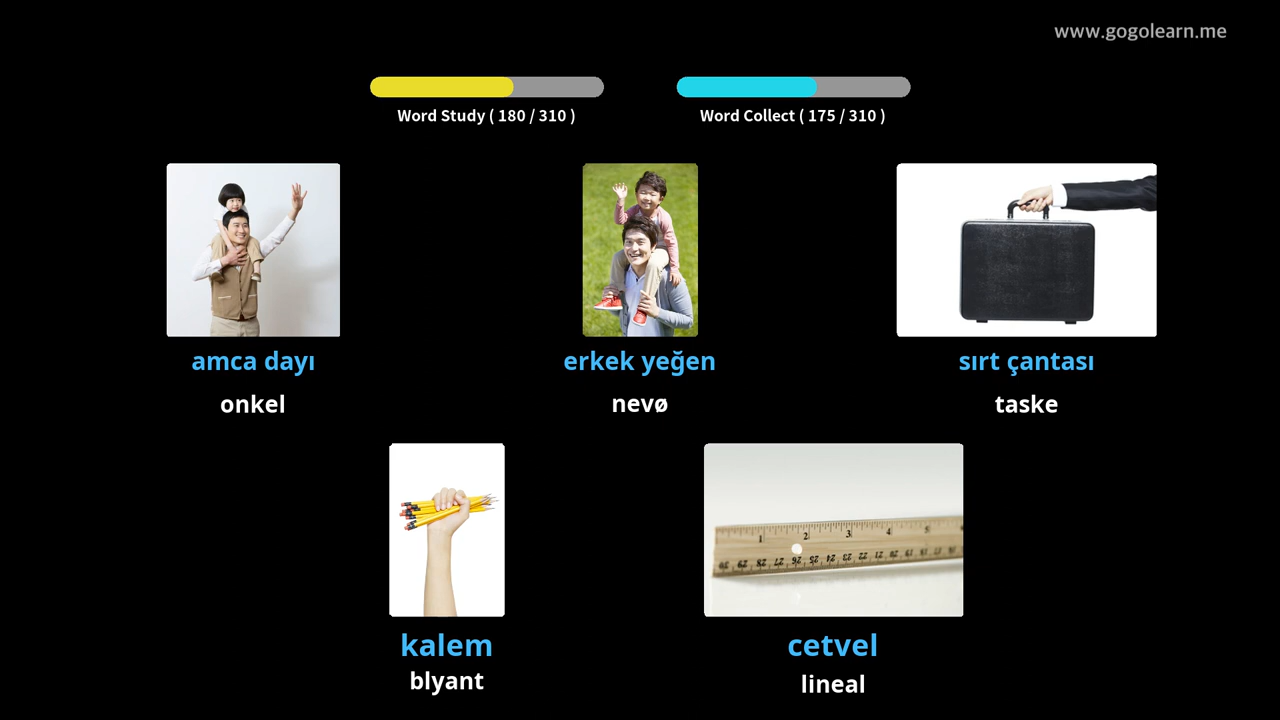 www.gogolearn.me
Word Study ( 180 / 310 )
Word Collect ( 175 / 310 )
amca dayı
onkel
erkek yeğen
nevø
sırt çantası
taske
kalem
blyant
cetvel
lineal